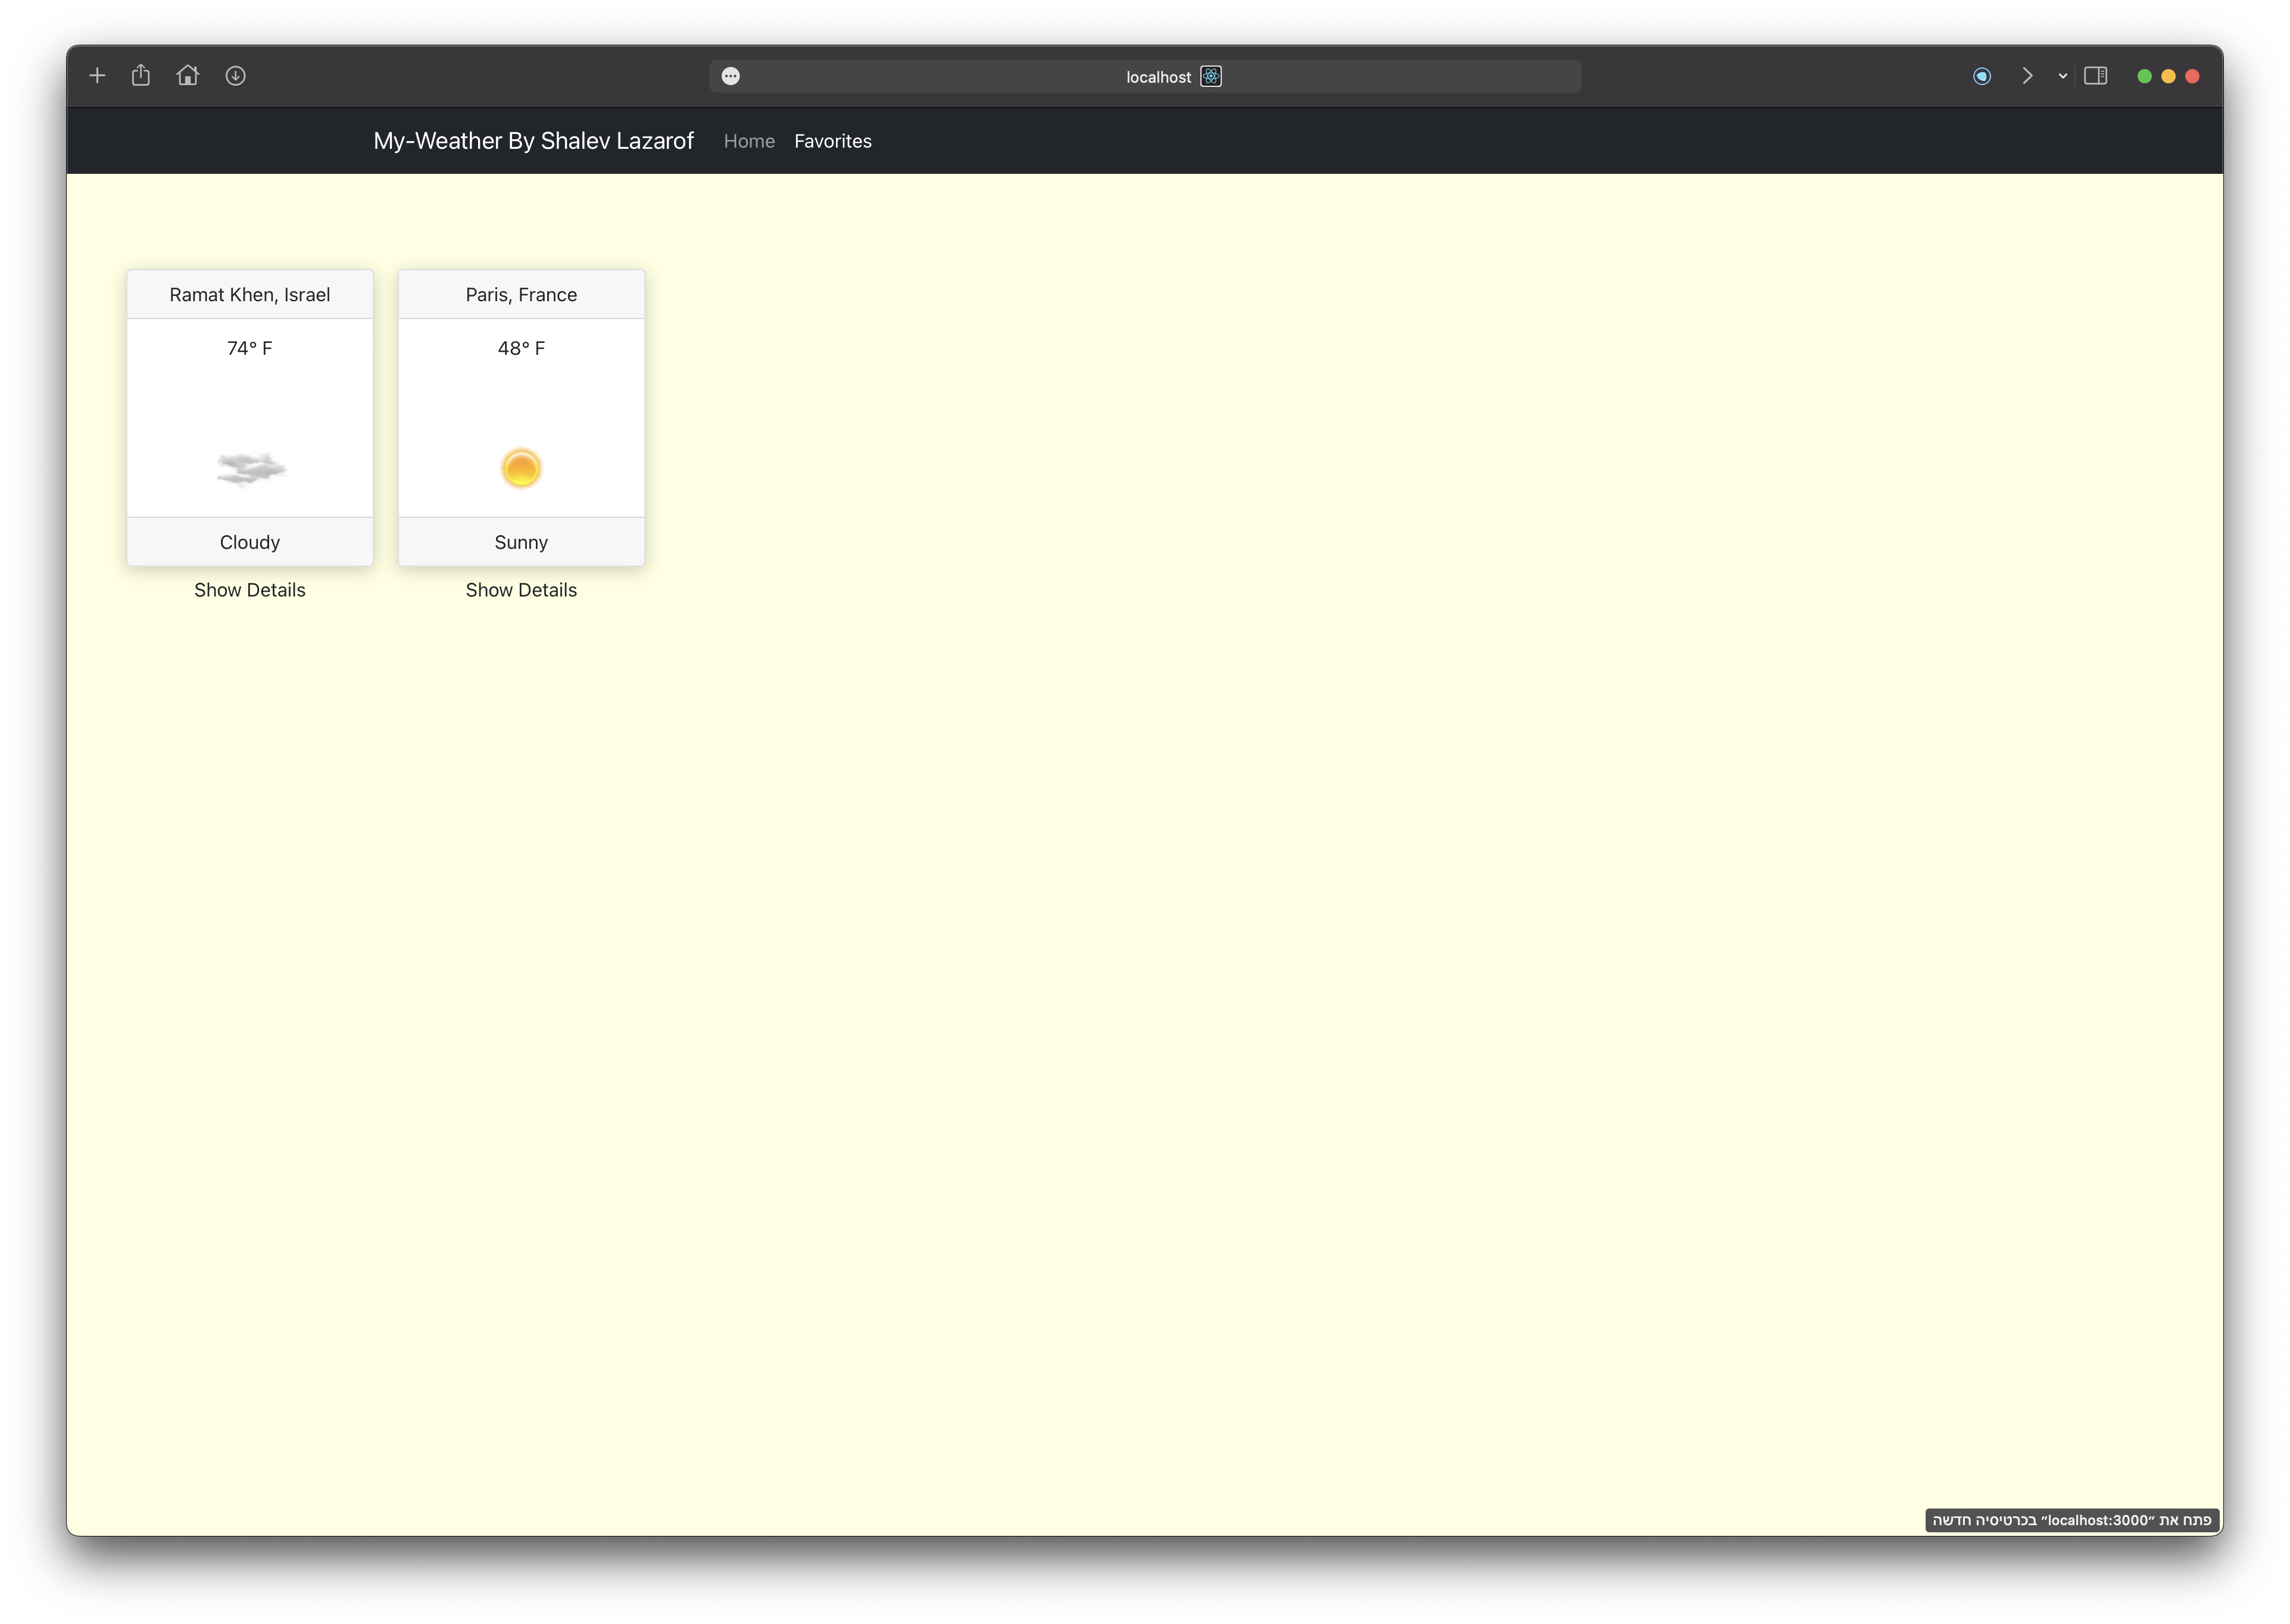 localhost
My-Weather By Shalev Lazarof
Home
Favorites
Ramat Khen, Israel
74° F
Cloudy
Show Details
Paris, France
48° F
Sunny
Show Details
פתח את ״localhost:3000״ בכרטיסיה חדשה